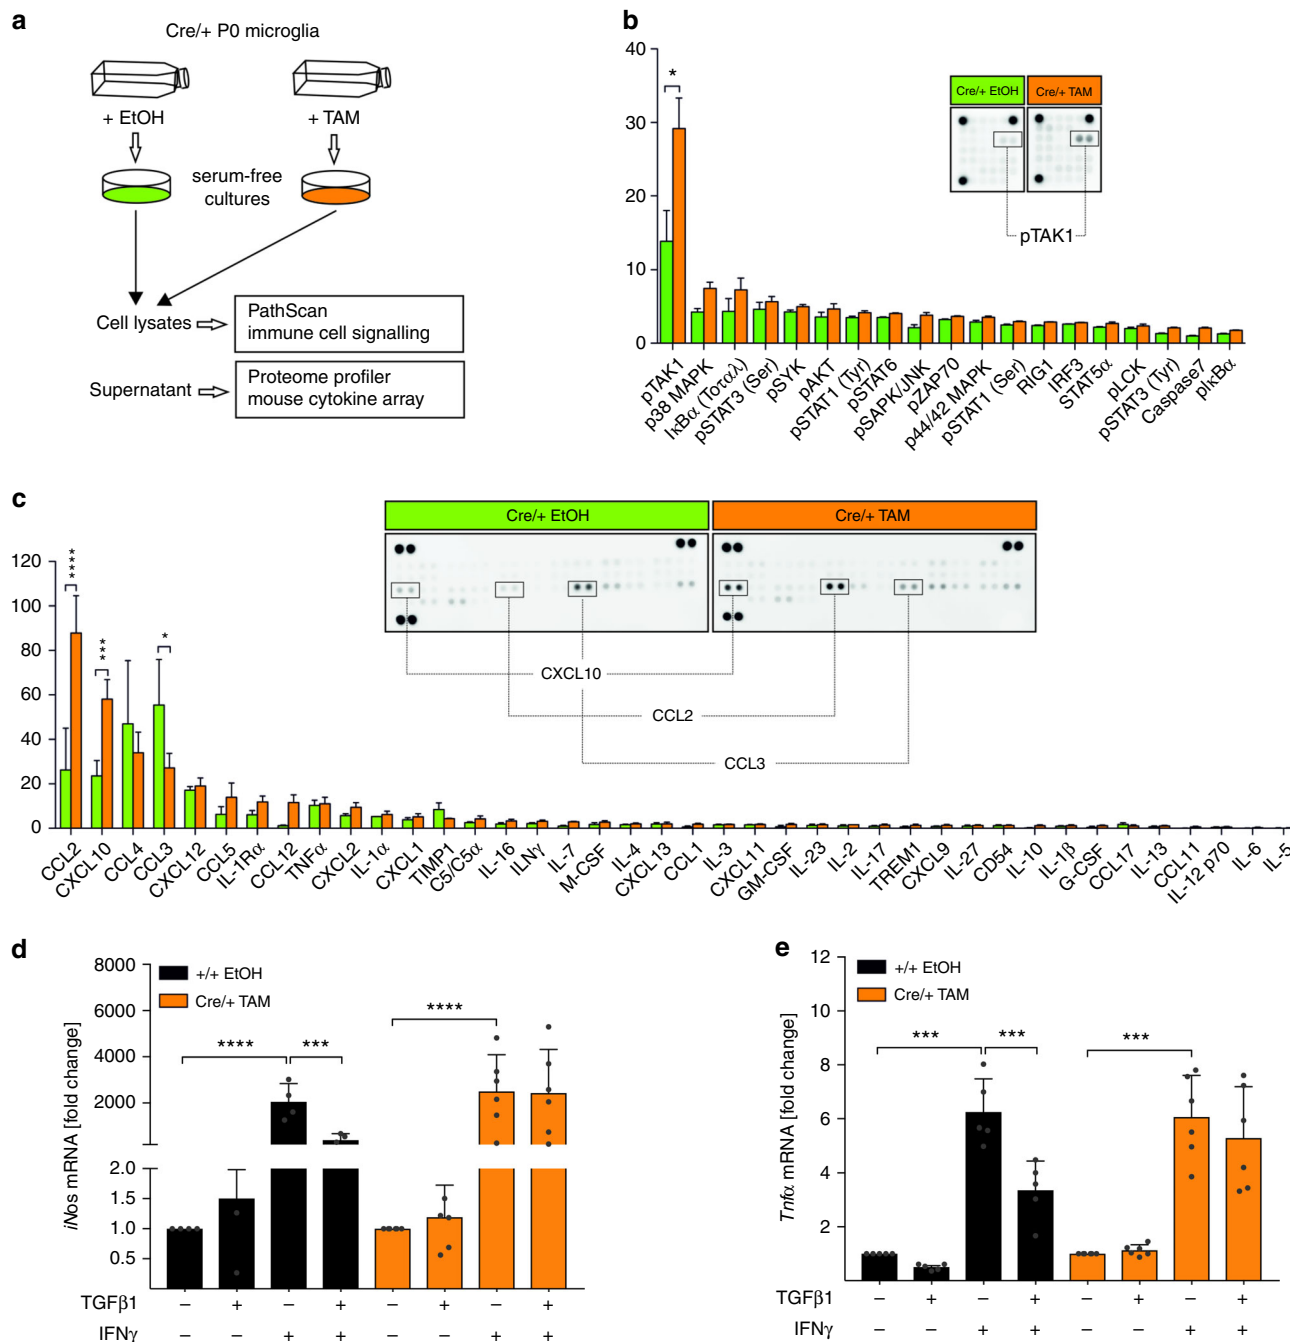 a
Cre/+ P0 microglia
+ EtOH
+ TAM
serum-free
cultures
Cell lysates
PathScan
immune cell signalling
Supernatant
Proteome profiler
mouse cytokine array
b
40
30
20
10
0
*
Cre/+ EtOH
Cre/+ TAM
pTAK1
pTAK1
p38 MAPK
IκBα (Τοταλ)
pSTAT3 (Ser)
pSYK
pAKT
pSTAT1 (Tyr)
pSTAT6
pSAPK/JNK
pZAP70
p44/42 MAPK
pSTAT1 (Ser)
RIG1
IRF3
STAT5α
pLCK
pSTAT3 (Tyr)
Caspase7
pIκBα
c
Cre/+ EtOH
Cre/+ TAM
120
100
80
60
40
20
0
****
***
*
CXCL10
CCL2
CCL3
CCL2
CXCL10
CCL4
CCL3
CXCL12
CCL5
IL-1Rα
CCL12
TNFα
CXCL2
IL-1α
CXCL1
TIMP1
C5/C5α
IL-16
ILNγ
IL-7
M-CSF
IL-4
CXCL13
CCL1
IL-3
CXCL11
GM-CSF
IL-23
IL-2
IL-17
TREM1
CXCL9
IL-27
CD54
IL-10
IL-1β
G-CSF
CCL17
IL-13
CCL11
IL-12 p70
IL-6
IL-5
d
iNos mRNA [fold change]
8000
6000
4000
2000
2.0
1.5
1.0
0.5
+/+ EtOH
Cre/+ TAM
****
***
****
TGFβ1 – + – + – + – +
IFNγ – – + + – – + +
e
Tnfα mRNA [fold change]
12
10
8
6
4
2
+/+ EtOH
Cre/+ TAM
***
***
***
TGFβ1 – + – + – + – +
IFNγ – – + + – – + +